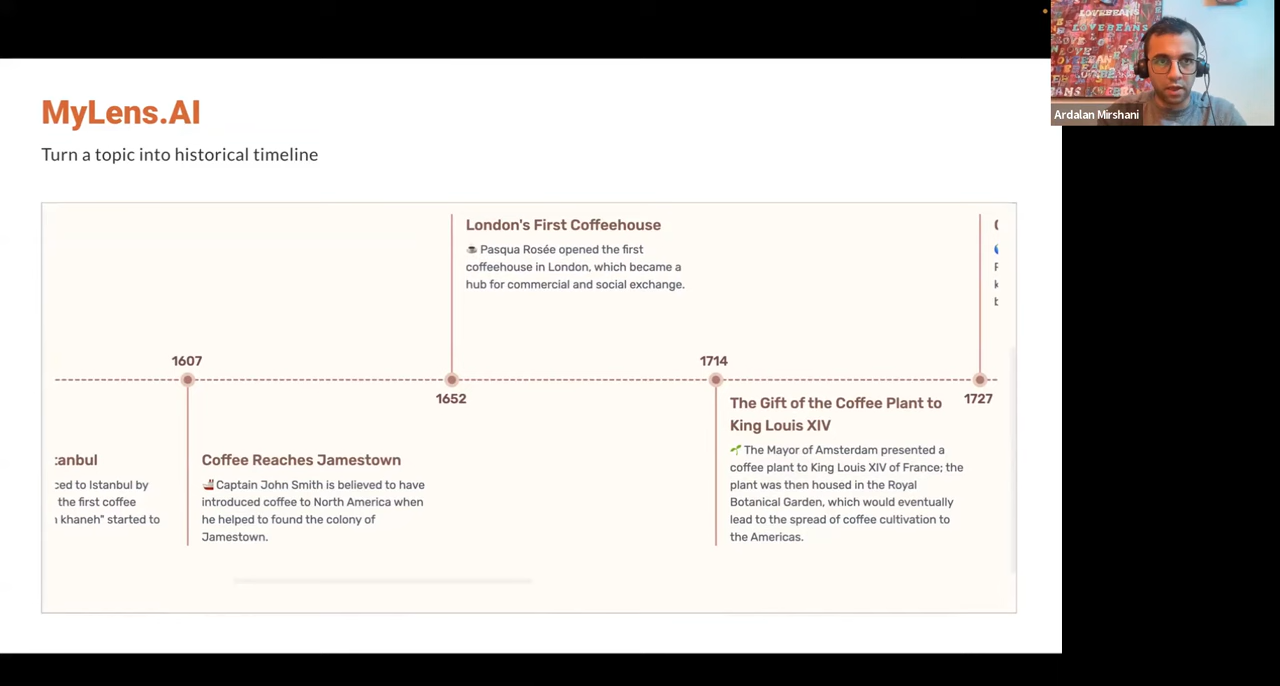 MyLens.AI
Turn a topic into historical timeline
London's First Coffeehouse
Pasqua Rosée opened the first
coffeehouse in London, which became a
hub for commercial and social exchange.
1607
1714
1652
1727
The Gift of the Coffee Plant to
King Louis XIV
The Mayor of Amsterdam presented a
coffee plant to King Louis XIV of France; the
plant was then housed in the Royal
Botanical Garden, which would eventually
lead to the spread of coffee cultivation to
the Americas.
tanbul
ced to Istanbul by
the first coffee
khaneh" started to
Coffee Reaches Jamestown
Captain John Smith is believed to have
introduced coffee to North America when
he helped to found the colony of
Jamestown.
LOVEBEANS
LOVEBEANS
Ardalan Mirshani